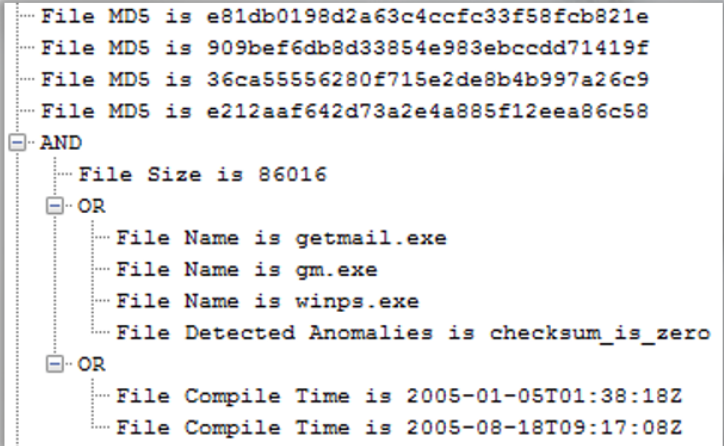 File MD5 is e81db0198d2a63c4ccfc33f58fcb821e
File MD5 is 909bef6db8d33854e983ebccdd71419f
File MD5 is 36ca55556280f715e2de8b4b997a26c9
File MD5 is e212aaf642d73a2e4a885f12eea86c58
AND
File Size is 86016
OR
File Name is getmail.exe
File Name is gm.exe
File Name is winps.exe
File Detected Anomalies is checksum_is_zero
OR
File Compile Time is 2005-01-05T01:38:18Z
File Compile Time is 2005-08-18T09:17:08Z